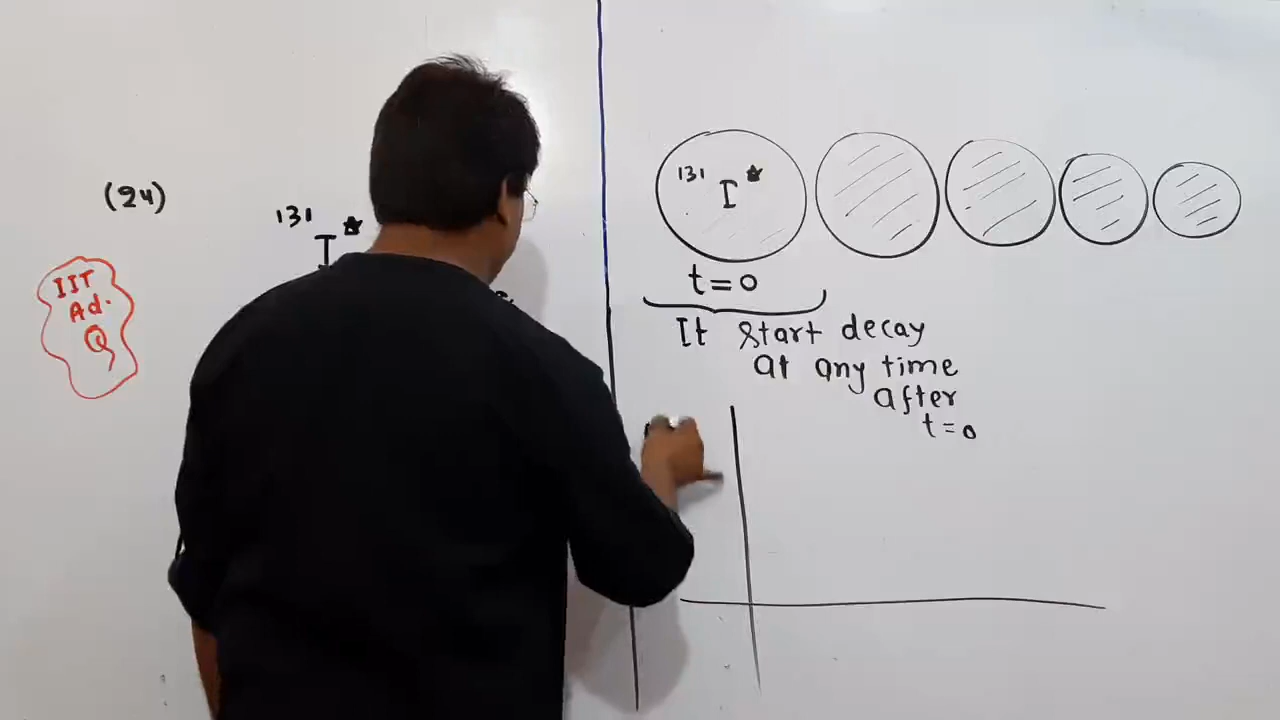 (24)
IIT
Ad.
Q
131
I*
131
I*
t=0
It start decay
at any time
after
t=0